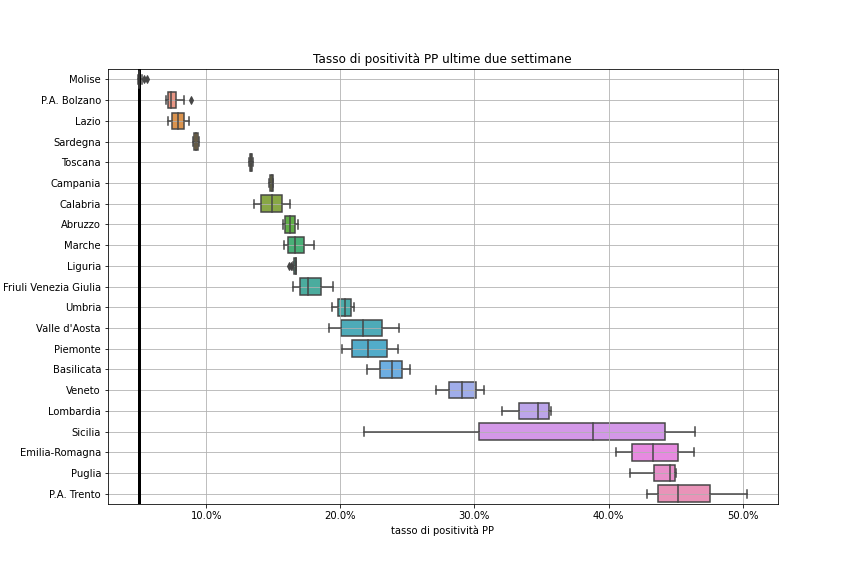 Tasso di positività PP ultime due settimane
Molise
P.A. Bolzano
Lazio
Sardegna
Toscana
Campania
Calabria
Abruzzo
Marche
Liguria
Friuli Venezia Giulia
Umbria
Valle d'Aosta
Piemonte
Basilicata
Veneto
Lombardia
Sicilia
Emilia-Romagna
Puglia
P.A. Trento
10.0% 20.0% 30.0% 40.0% 50.0%
tasso di positività PP